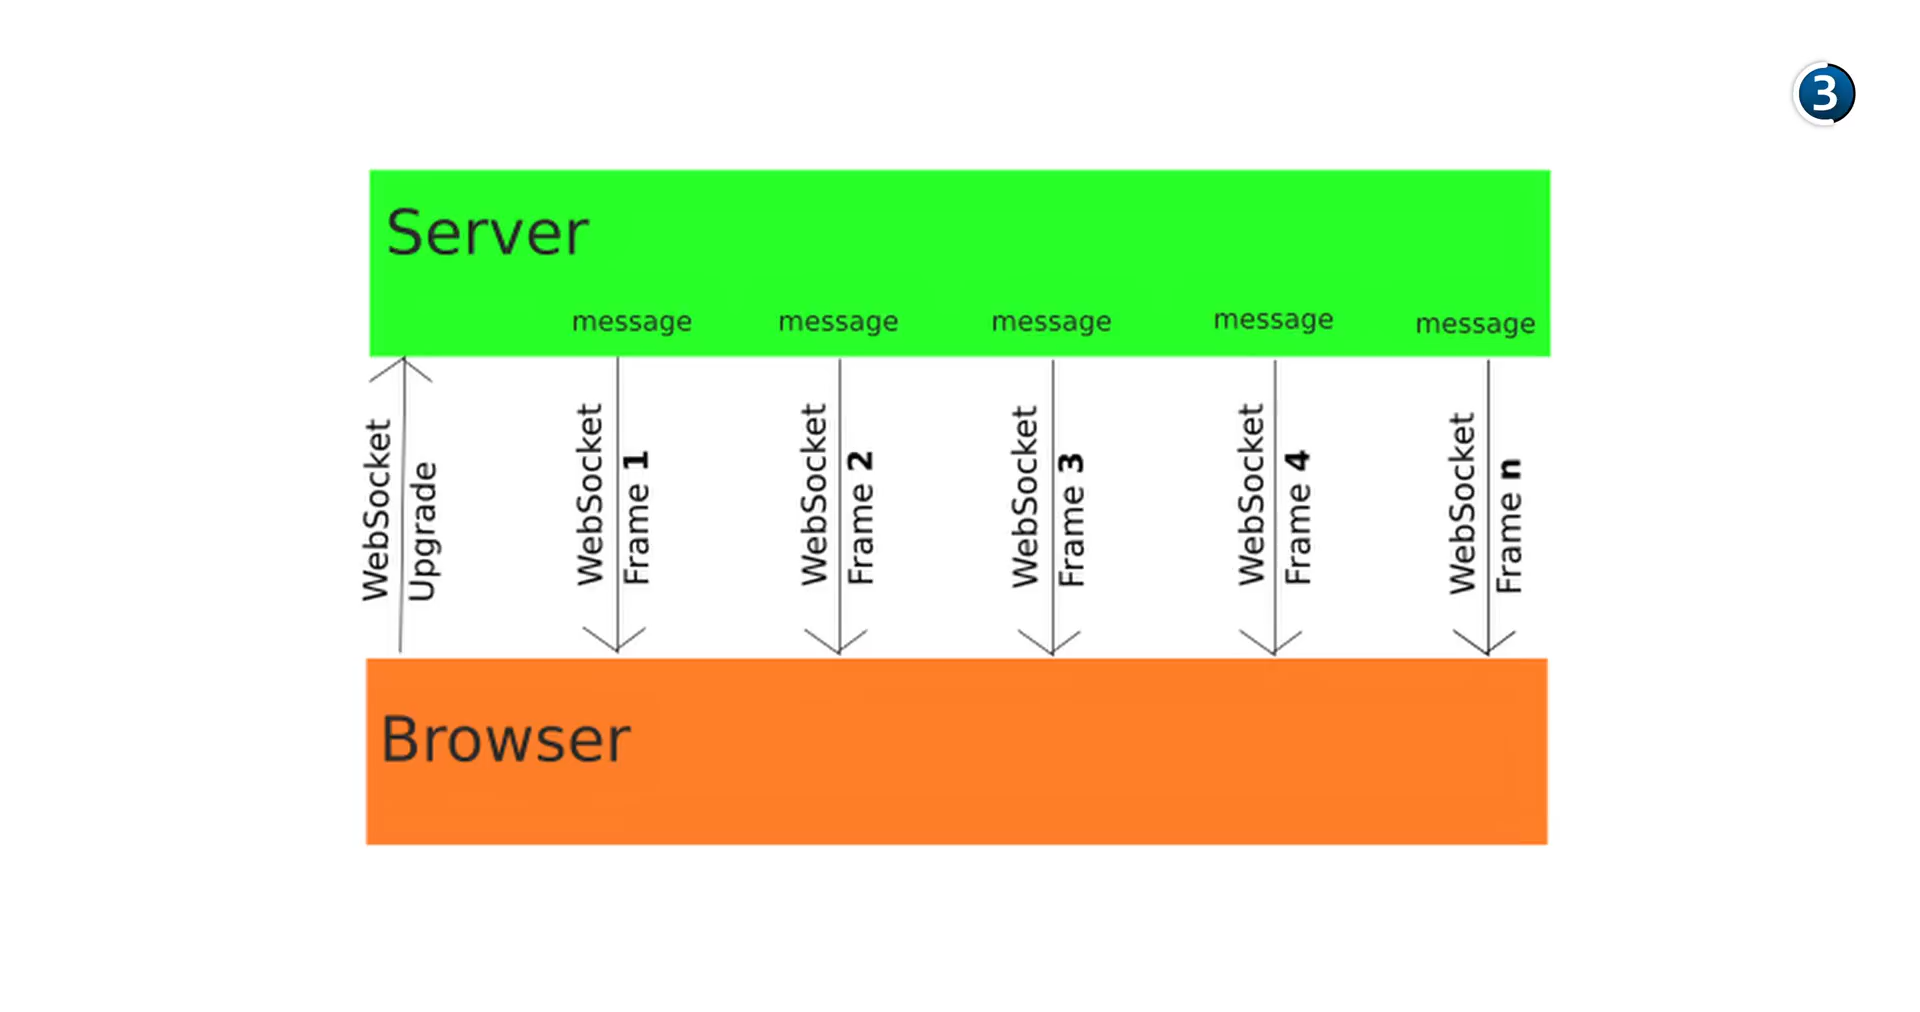 3
Server
message
message
message
message
message
WebSocket
Upgrade
WebSocket
Frame 1
WebSocket
Frame 2
WebSocket
Frame 3
WebSocket
Frame 4
WebSocket
Frame n
Browser